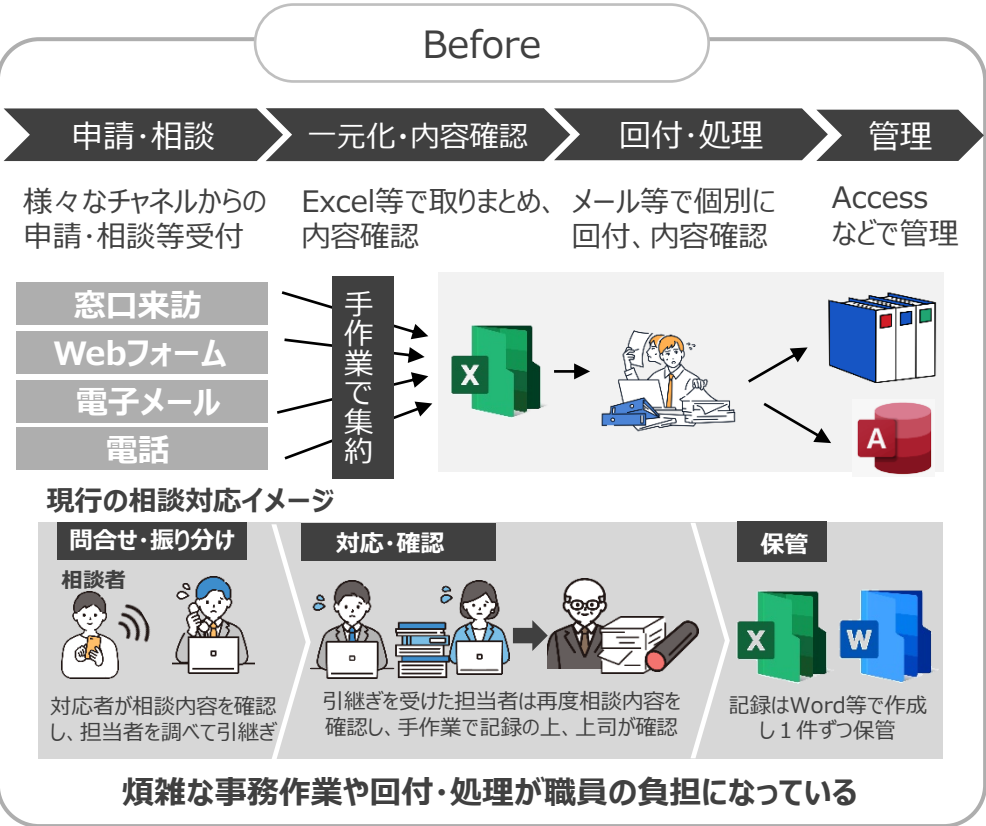 Before
申請・相談
一元化・内容確認
回付・処理
管理
様々なチャネルからの
申請・相談等受付
Excel等で取りまとめ、
内容確認
メール等で個別に
回付、内容確認
Access
などで管理
窓口来訪
Webフォーム
電子メール
電話
手作業で集約
X
A
現行の相談対応イメージ
問合せ・振り分け
相談者
対応者が相談内容を確認
し、担当者を調べて引継ぎ
対応・確認
引継ぎを受けた担当者は再度相談内容を
確認し、手作業で記録の上、上司が確認
保管
X
W
記録はWord等で作成
し１件ずつ保管
煩雑な事務作業や回付・処理が職員の負担になっている